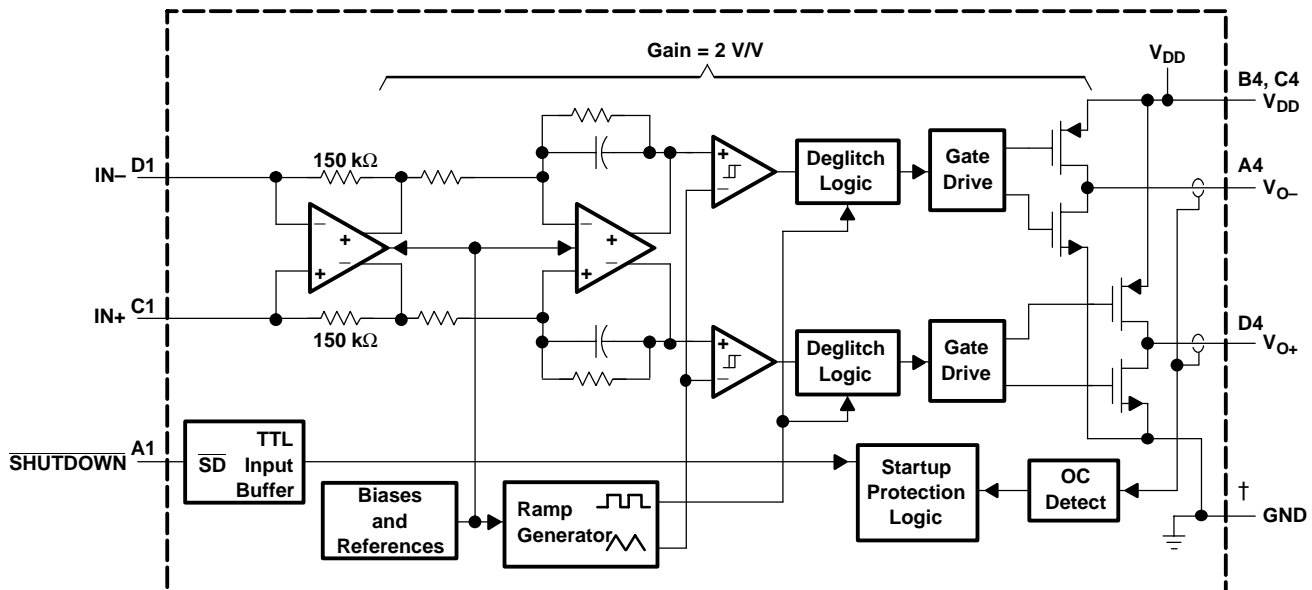 Gain = 2 V/V
VDD
B4, C4
VDD
150 kΩ
IN– D1
+
–
Deglitch
Logic
Gate
Drive
A4
VO–
–
+
–
+
–
+
–
+
IN+ C1
150 kΩ
+
–
Deglitch
Logic
Gate
Drive
D4
VO+
SHUTDOWN A1
SD
TTL
Input
Buffer
Biases
and
References
Ramp
Generator
Startup
Protection
Logic
OC
Detect
†
GND